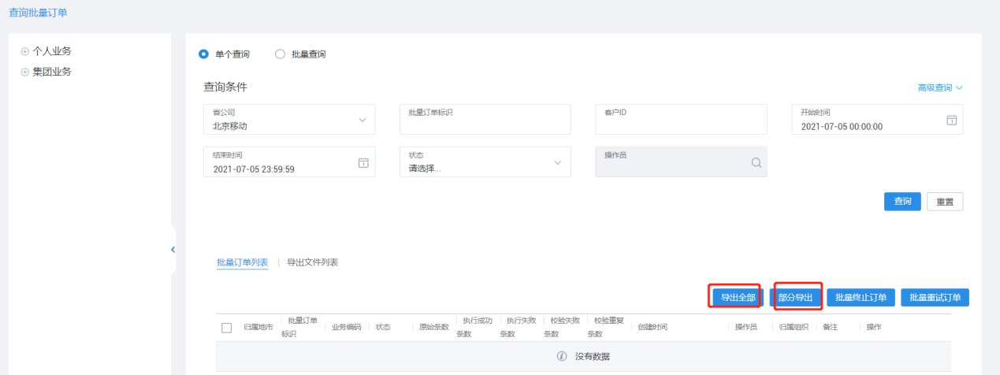 查询批量订单
个人业务
集团业务
单个查询 批量查询
查询条件 高级查询
省公司 批量订单标识 客户ID 开始时间
北京移动 2021-07-05 00:00:00
结束时间 状态 操作员
2021-07-05 23:59:59 请选择...
查询 重置
批量订单列表 导出文件列表
导出全部 部分导出 批量终止订单 批量重试订单
归属地市 批量订单标识 业务编码 状态 原始条数 执行成功条数 执行失败条数 校验失败条数 校验重复条数 创建时间 操作员 归属组织 备注 操作
没有数据